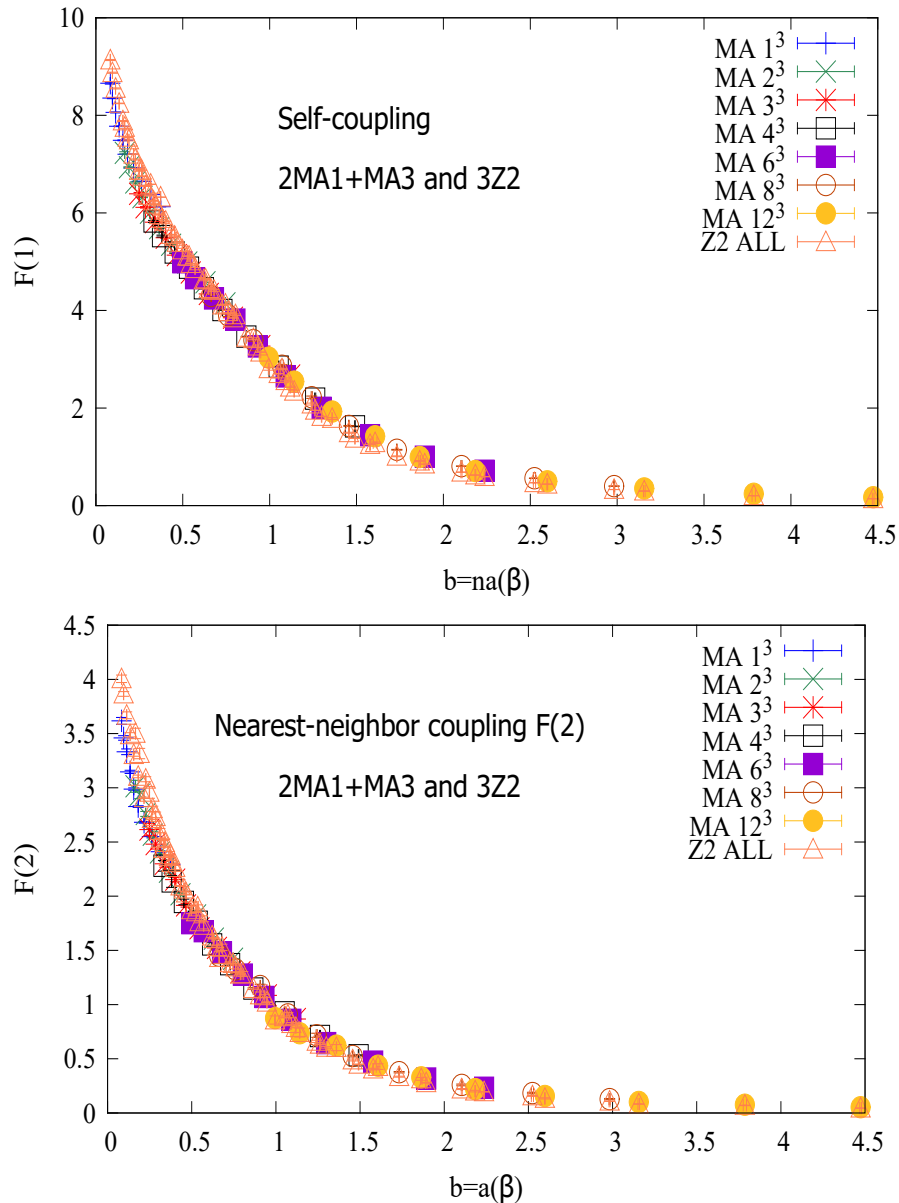 10
8
6
4
2
0
F(1)
Self-coupling
2MA1+MA3 and 3Z2
MA 1³
MA 2³
MA 3³
MA 4³
MA 6³
MA 8³
MA 12³
Z2 ALL
0 0.5 1 1.5 2 2.5 3 3.5 4 4.5
b=na(β)
4.5
4
3.5
3
2.5
2
1.5
1
0.5
0
F(2)
Nearest-neighbor coupling F(2)
2MA1+MA3 and 3Z2
MA 1³
MA 2³
MA 3³
MA 4³
MA 6³
MA 8³
MA 12³
Z2 ALL
0 0.5 1 1.5 2 2.5 3 3.5 4 4.5
b=a(β)